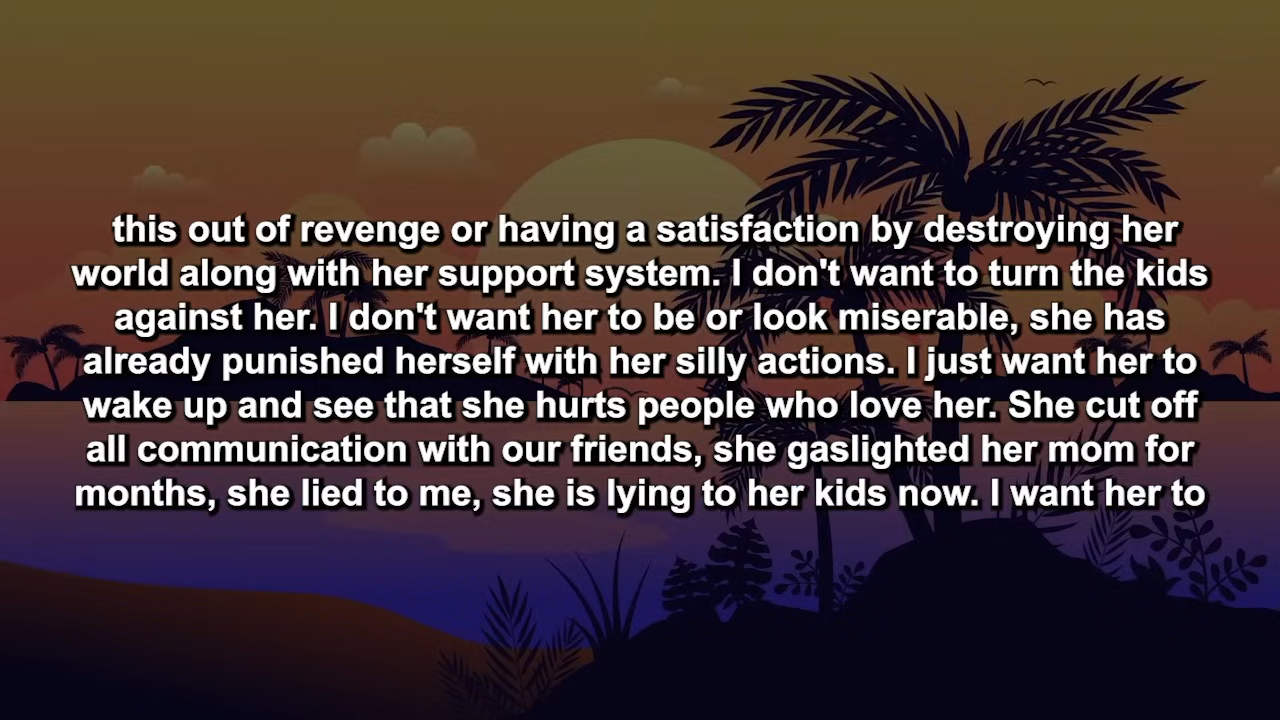 this out of revenge or having a satisfaction by destroying her
world along with her support system. I don't want to turn the kids
against her. I don't want her to be or look miserable, she has
already punished herself with her silly actions. I just want her to
wake up and see that she hurts people who love her. She cut off
all communication with our friends, she gaslighted her mom for
months, she lied to me, she is lying to her kids now. I want her to